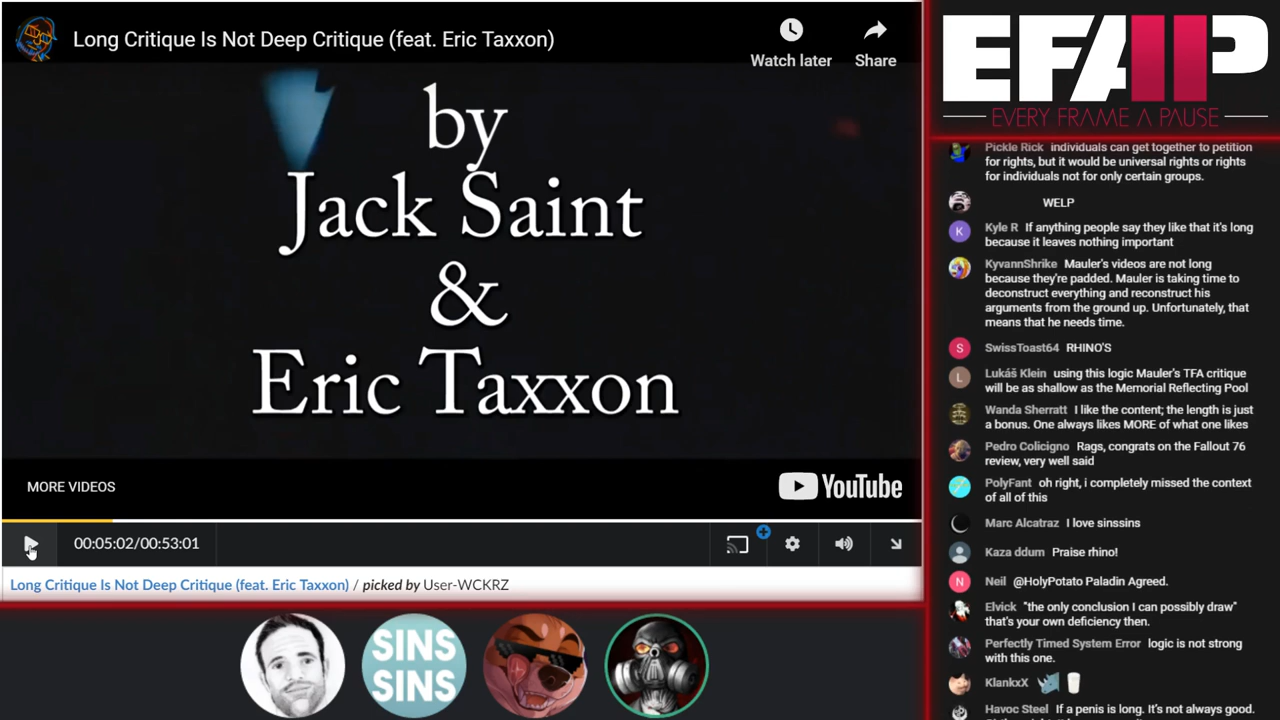 Long Critique Is Not Deep Critique (feat. Eric Taxxon)
Watch later
Share
by
Jack Saint
&
Eric Taxxon
MORE VIDEOS
YouTube
00:05:02/00:53:01
Long Critique Is Not Deep Critique (feat. Eric Taxxon) / picked by User-WCKRZ
SINS
SINS
EFAP
EVERY FRAME A PAUSE
Pickle Rick individuals can get together to petition
for rights, but it would be universal rights or rights
for individuals not for only certain groups.
WELP
K
Kyle R If anything people say they like that it's long
because it leaves nothing important
KyvannShrike Mauler's videos are not long
because they're padded. Mauler is taking time to
deconstruct everything and reconstruct his
arguments from the ground up. Unfortunately, that
means that he needs time.
S
SwissToast64 RHINO'S
L
Lukáš Klein using this logic Mauler's TFA critique
will be as shallow as the Memorial Reflecting Pool
Wanda Sherratt I like the content; the length is just
a bonus. One always likes MORE of what one likes
Pedro Colicigno Rags, congrats on the Fallout 76
review, very well said
PolyFant oh right, i completely missed the context
of all of this
Marc Alcatraz I love sinssins
Kaza ddum Praise rhino!
N
Neil @HolyPotato Paladin Agreed.
Elvick "the only conclusion I can possibly draw"
that's your own deficiency then.
Perfectly Timed System Error logic is not strong
with this one.
KlankxX
Havoc Steel If a penis is long. It's not always good.